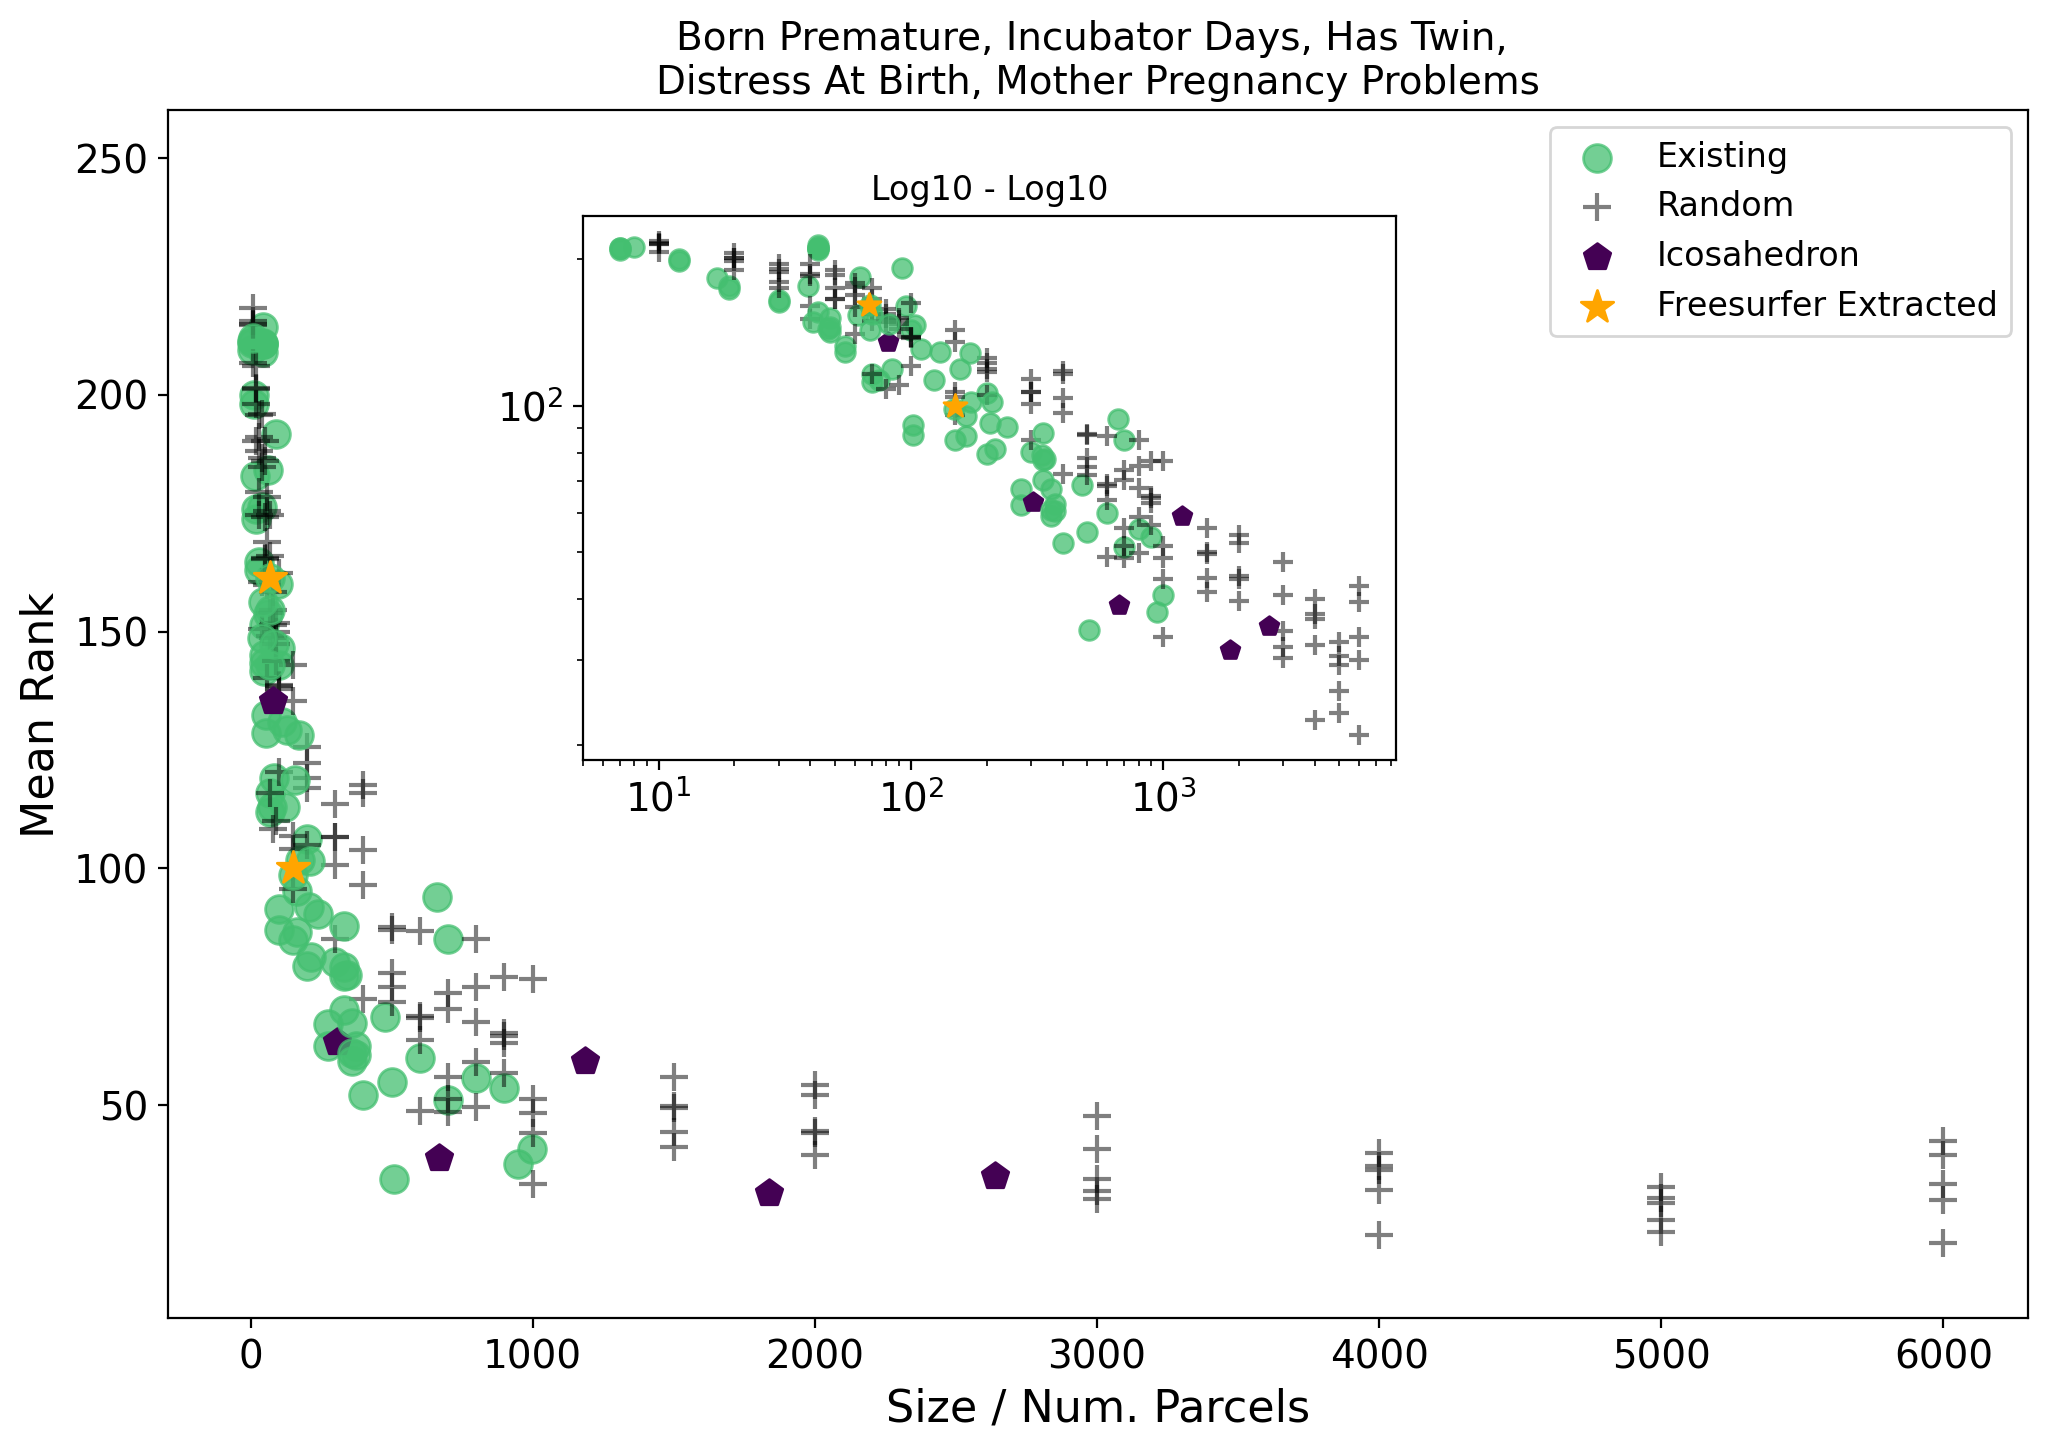 Born Premature, Incubator Days, Has Twin,
Distress At Birth, Mother Pregnancy Problems
250
200
150
100
50
Mean Rank
Log10 - Log10
10²
10¹ 10² 10³
Existing
Random
Icosahedron
Freesurfer Extracted
0 1000 2000 3000 4000 5000 6000
Size / Num. Parcels